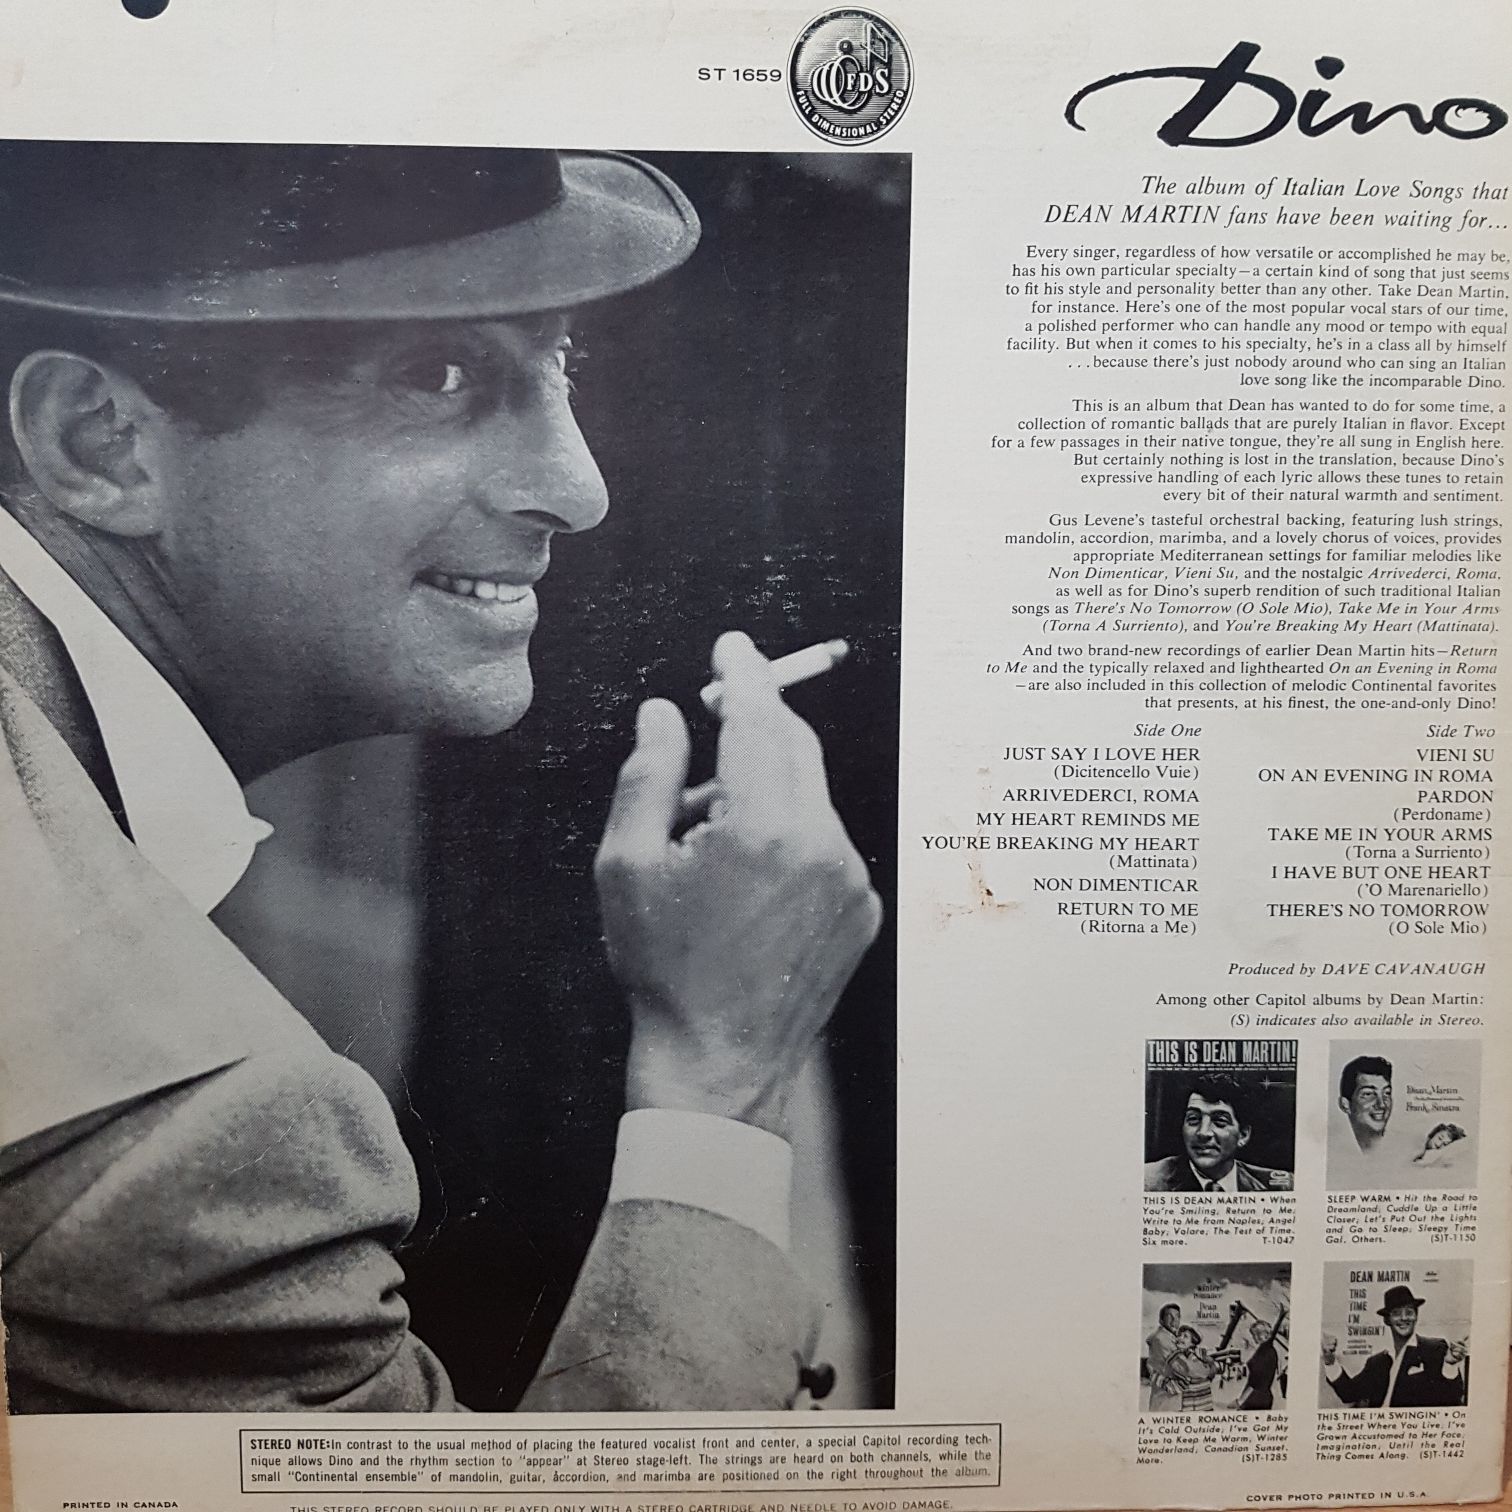 ST 1659
FDS
FULL DIMENSIONAL STEREO
Dino
The album of Italian Love Songs that
DEAN MARTIN fans have been waiting for...
Every singer, regardless of how versatile or accomplished he may be,
has his own particular specialty—a certain kind of song that just seems
to fit his style and personality better than any other. Take Dean Martin,
for instance. Here's one of the most popular vocal stars of our time,
a polished performer who can handle any mood or tempo with equal
facility. But when it comes to his specialty, he's in a class all by himself
...because there's just nobody around who can sing an Italian
love song like the incomparable Dino.
This is an album that Dean has wanted to do for some time, a
collection of romantic ballads that are purely Italian in flavor. Except
for a few passages in their native tongue, they're all sung in English here.
But certainly nothing is lost in the translation, because Dino's
expressive handling of each lyric allows these tunes to retain
every bit of their natural warmth and sentiment.
Gus Levene's tasteful orchestral backing, featuring lush strings,
mandolin, accordion, marimba, and a lovely chorus of voices, provides
appropriate Mediterranean settings for familiar melodies like
Non Dimenticar, Vieni Su, and the nostalgic Arrivederci, Roma,
as well as for Dino's superb rendition of such traditional Italian
songs as There's No Tomorrow (O Sole Mio), Take Me in Your Arms
(Torna A Surriento), and You're Breaking My Heart (Mattinata).
And two brand-new recordings of earlier Dean Martin hits—Return
to Me and the typically relaxed and lighthearted On an Evening in Roma
—are also included in this collection of melodic Continental favorites
that presents, at his finest, the one-and-only Dino!
Side One
JUST SAY I LOVE HER
(Dicitencello Vuie)
ARRIVEDERCI, ROMA
MY HEART REMINDS ME
YOU'RE BREAKING MY HEART
(Mattinata)
NON DIMENTICAR
RETURN TO ME
(Ritorna a Me)
Side Two
VIENI SU
ON AN EVENING IN ROMA
PARDON
(Perdoname)
TAKE ME IN YOUR ARMS
(Torna a Surriento)
I HAVE BUT ONE HEART
('O Marenariello)
THERE'S NO TOMORROW
(O Sole Mio)
Produced by DAVE CAVANAUGH
Among other Capitol albums by Dean Martin:
(S) indicates also available in Stereo.
THIS IS DEAN MARTIN!
THIS IS DEAN MARTIN • When
You're Smiling, Return to Me,
Write to Me from Naples, Angel
Baby, Volare, The Test of Time.
Six more. T-1047
Dean Martin
Frank Sinatra
SLEEP WARM • Hit the Road to
Dreamland; Cuddle Up a Little
Closer; Let's Put Out the Lights
and Go to Sleep; Sleepy Time
Gal. Others. (S)T-1150
a Winter
Romance
Dean
Martin
A WINTER ROMANCE • Baby
It's Cold Outside; I've Got My
Love to Keep Me Warm, Winter
Wonderland; Canadian Sunset.
More. (S)T-1285
DEAN MARTIN
THIS
TIME
I'M
SWINGIN'!
THIS TIME I'M SWINGIN' • On
the Street Where You Live, I've
Grown Accustomed to Her Face,
Imagination, Until the Real
Thing Comes Along. (S)T-1442
STEREO NOTE: In contrast to the usual method of placing the featured vocalist front and center, a special Capitol recording tech-
nique allows Dino and the rhythm section to "appear" at Stereo stage-left. The strings are heard on both channels, while the
small "Continental ensemble" of mandolin, guitar, accordion, and marimba are positioned on the right throughout the album.
PRINTED IN CANADA
THIS STEREO RECORD SHOULD BE PLAYED ONLY WITH A STEREO CARTRIDGE AND NEEDLE TO AVOID DAMAGE.
COVER PHOTO PRINTED IN U.S.A.